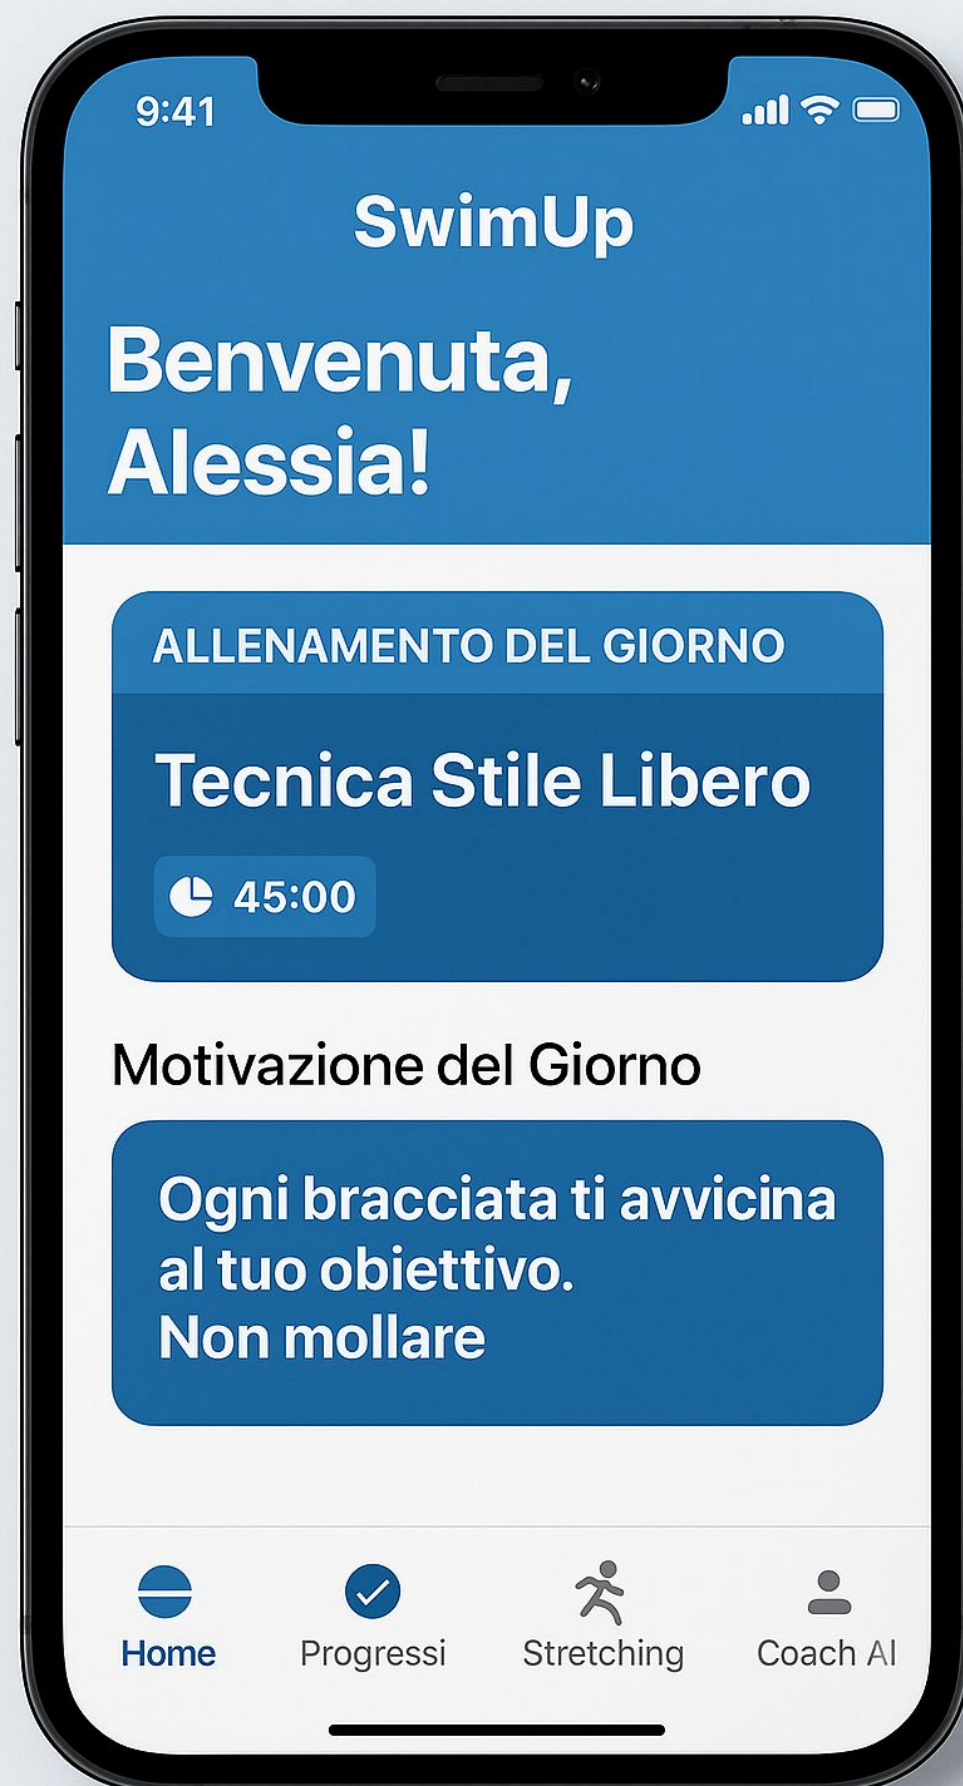 9:41
SwimUp
Benvenuta,
Alessia!
ALLENAMENTO DEL GIORNO
Tecnica Stile Libero
45:00
Motivazione del Giorno
Ogni bracciata ti avvicina
al tuo obiettivo.
Non mollare
Home
Progressi
Stretching
Coach AI